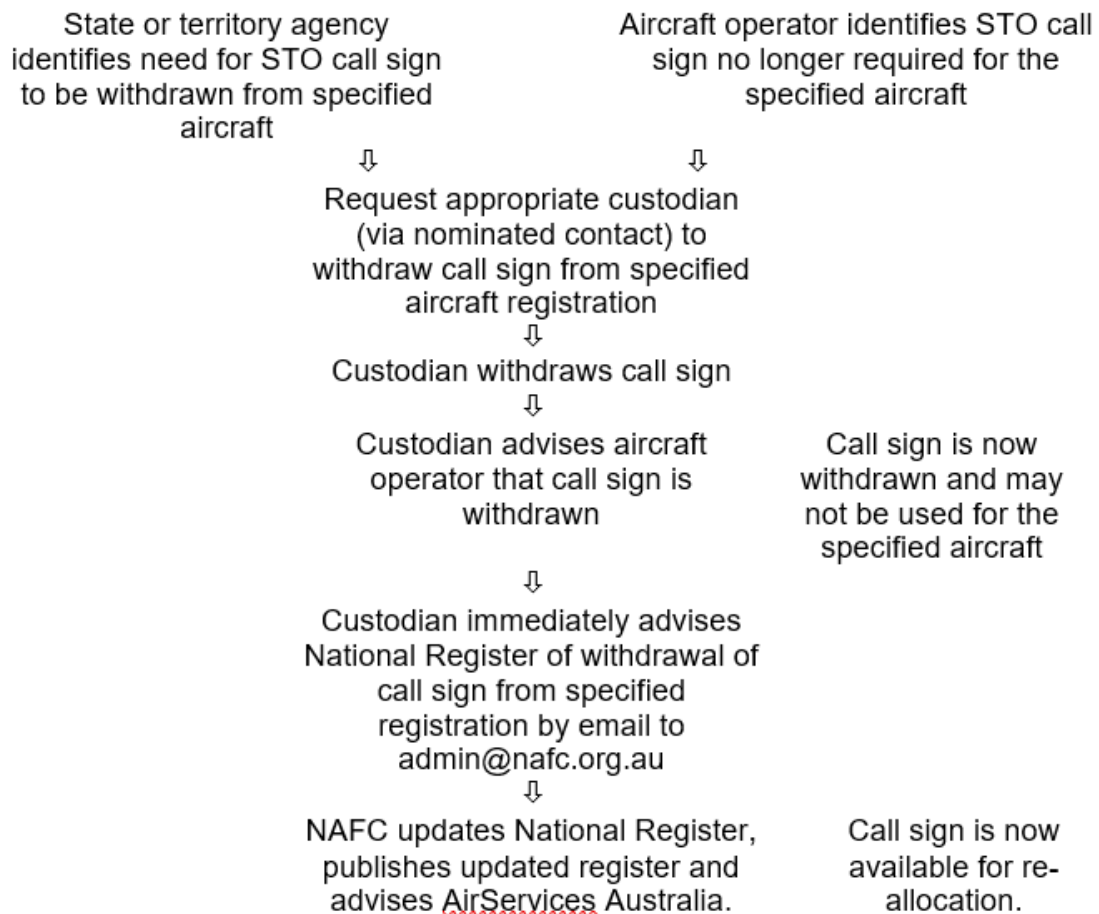 State or territory agency
identifies need for STO call sign
to be withdrawn from specified
aircraft
Aircraft operator identifies STO call
sign no longer required for the
specified aircraft
⇩ ⇩
Request appropriate custodian
(via nominated contact) to
withdraw call sign from specified
aircraft registration
⇩
Custodian withdraws call sign
⇩
Custodian advises aircraft
operator that call sign is
withdrawn
Call sign is now
withdrawn and may
not be used for the
specified aircraft
⇩
Custodian immediately advises
National Register of withdrawal of
call sign from specified
registration by email to
admin@nafc.org.au
⇩
NAFC updates National Register,
publishes updated register and
advises AirServices Australia.
Call sign is now
available for re-
allocation.